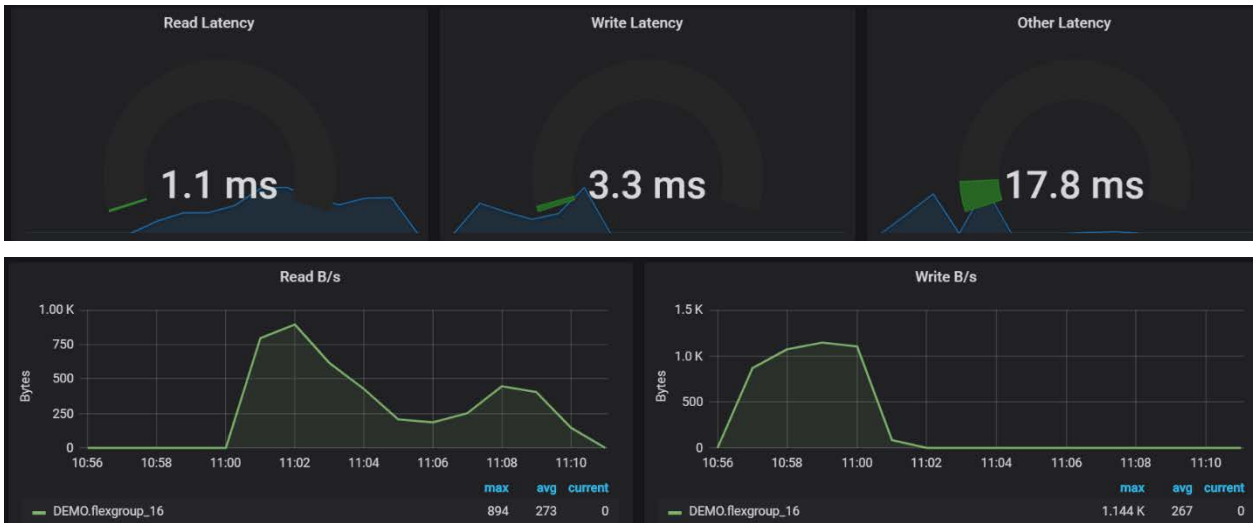 Read Latency
Write Latency
Other Latency
1.1 ms
3.3 ms
17.8 ms
Read B/s
Bytes
1.00 K
750
500
250
0
10:56 10:58 11:00 11:02 11:04 11:06 11:08 11:10
max avg current
DEMO.flexgroup_16 894 273 0
Write B/s
Bytes
1.5 K
1.0 K
500
0
10:56 10:58 11:00 11:02 11:04 11:06 11:08 11:10
max avg current
DEMO.flexgroup_16 1.144 K 267 0